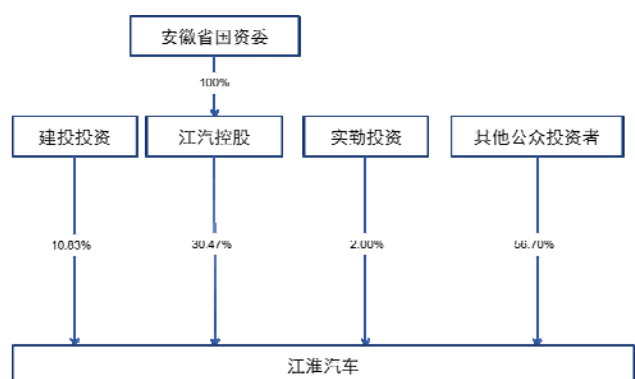 安徽省国资委
100%
建投投资
江汽控股
实勤投资
其他公众投资者
10.83%
30.47%
2.00%
56.70%
江淮汽车